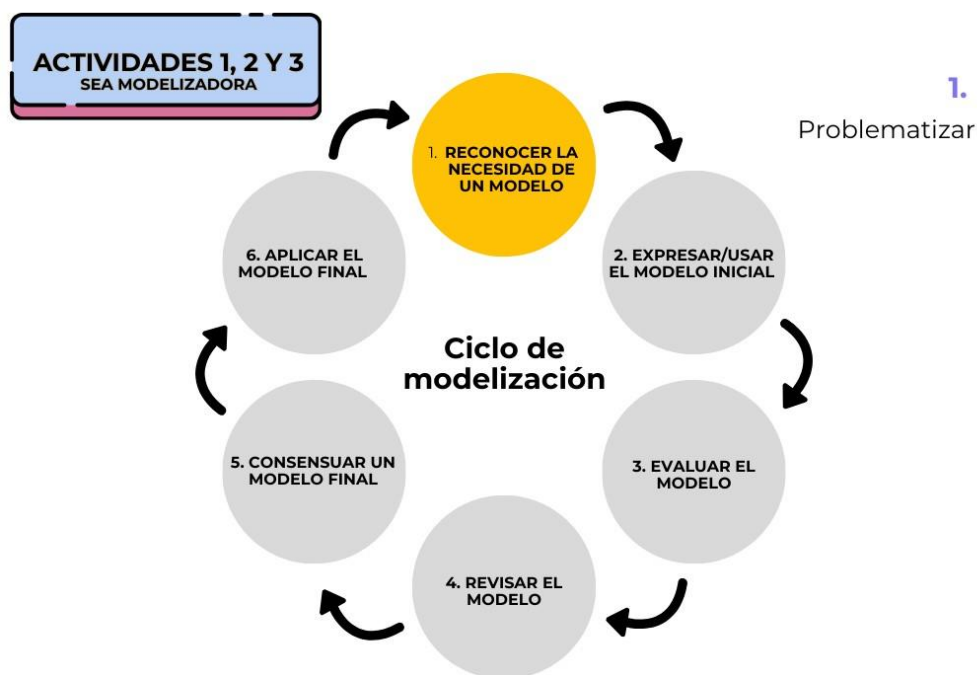 ACTIVIDADES 1, 2 Y 3
SEA MODELIZADORA
1.
Problematizar
1. RECONOCER LA
NECESIDAD DE
UN MODELO
2. EXPRESAR/USAR
EL MODELO INICIAL
3. EVALUAR EL
MODELO
4. REVISAR EL
MODELO
5. CONSENSUAR UN
MODELO FINAL
6. APLICAR EL
MODELO FINAL
Ciclo de
modelización